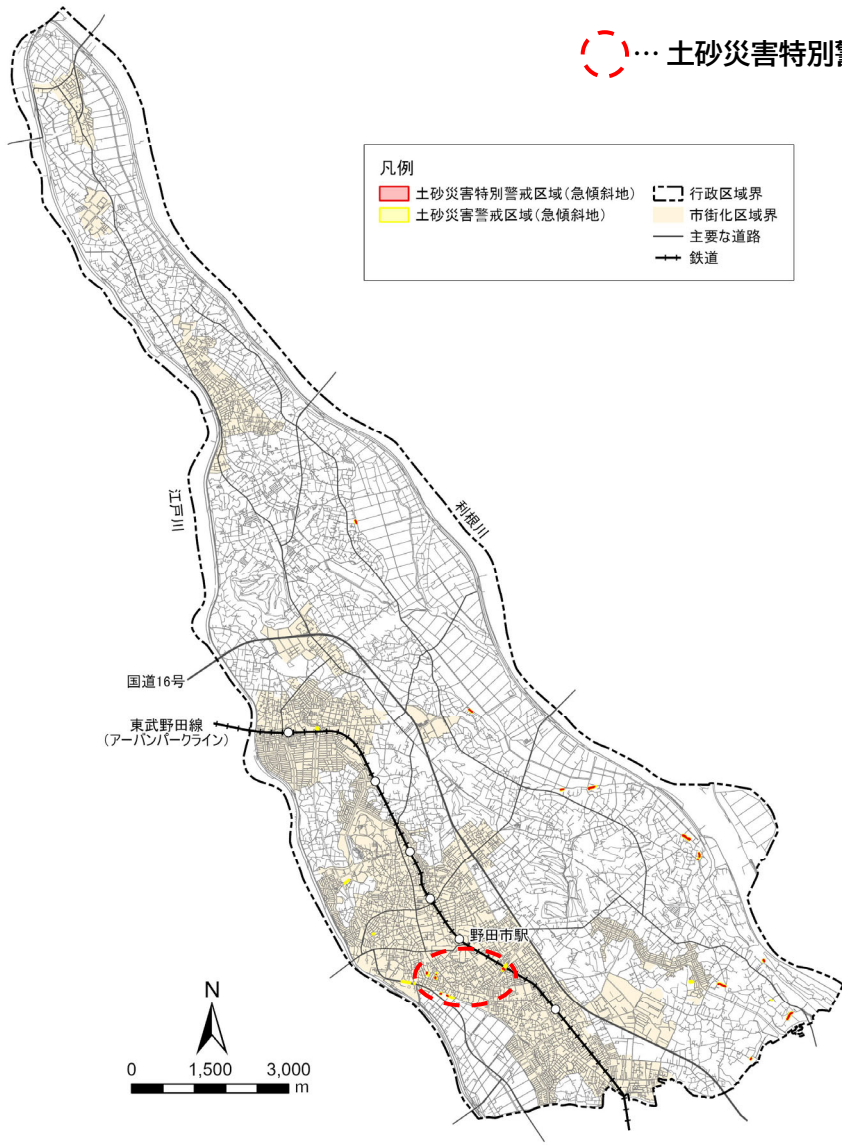 … 土砂災害特別警
凡例
土砂災害特別警戒区域(急傾斜地)
土砂災害警戒区域(急傾斜地)
行政区域界
市街化区域界
主要な道路
鉄道
江戸川
利根川
国道16号
東武野田線
(アーバンパークライン)
野田市駅
N
0 1,500 3,000
m